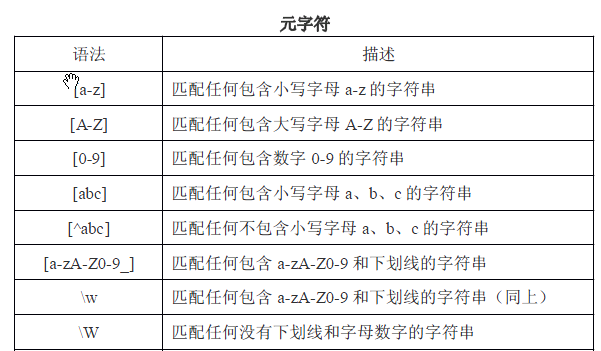 元字符
语法 描述
[a-z] 匹配任何包含小写字母 a-z 的字符串
[A-Z] 匹配任何包含大写字母 A-Z 的字符串
[0-9] 匹配任何包含数字 0-9 的字符串
[abc] 匹配任何包含小写字母 a、b、c 的字符串
[^abc] 匹配任何不包含小写字母 a、b、c 的字符串
[a-zA-Z0-9_] 匹配任何包含 a-zA-Z0-9 和下划线的字符串
\w 匹配任何包含 a-zA-Z0-9 和下划线的字符串（同上）
\W 匹配任何没有下划线和字母数字的字符串